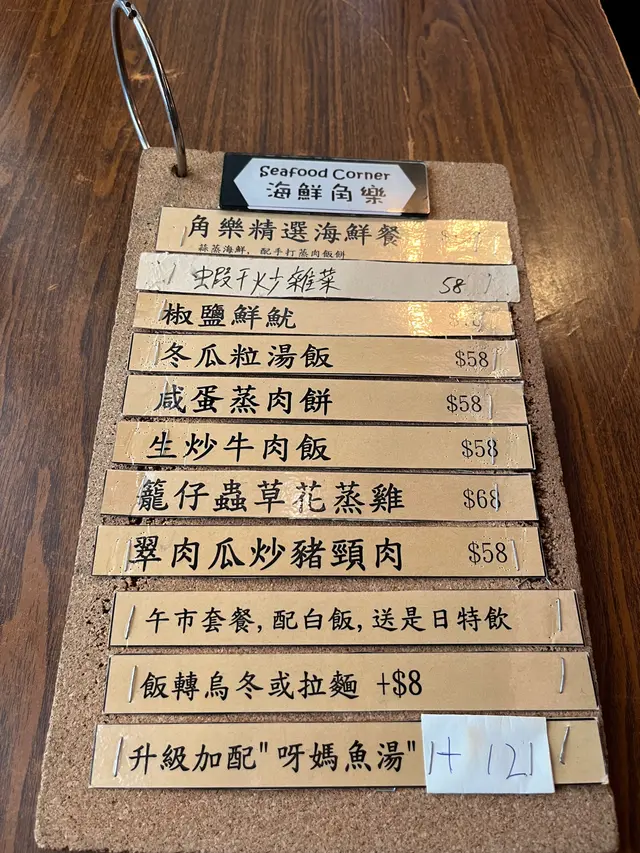 Seafood Corner
海鮮角樂
角樂精選海鮮餐
蒜蒸海鮮, 配手打蒸肉飯餅
蝦干炒雜菜 58
椒鹽鮮魷
冬瓜粒湯飯 $58
咸蛋蒸肉餅 $58
生炒牛肉飯 $58
籠仔蟲草花蒸雞 $68
翠肉瓜炒豬頸肉 $58
午市套餐, 配白飯, 送是日特飲
飯轉烏冬或拉麵 +$8
升級加配"呀媽魚湯" + 12